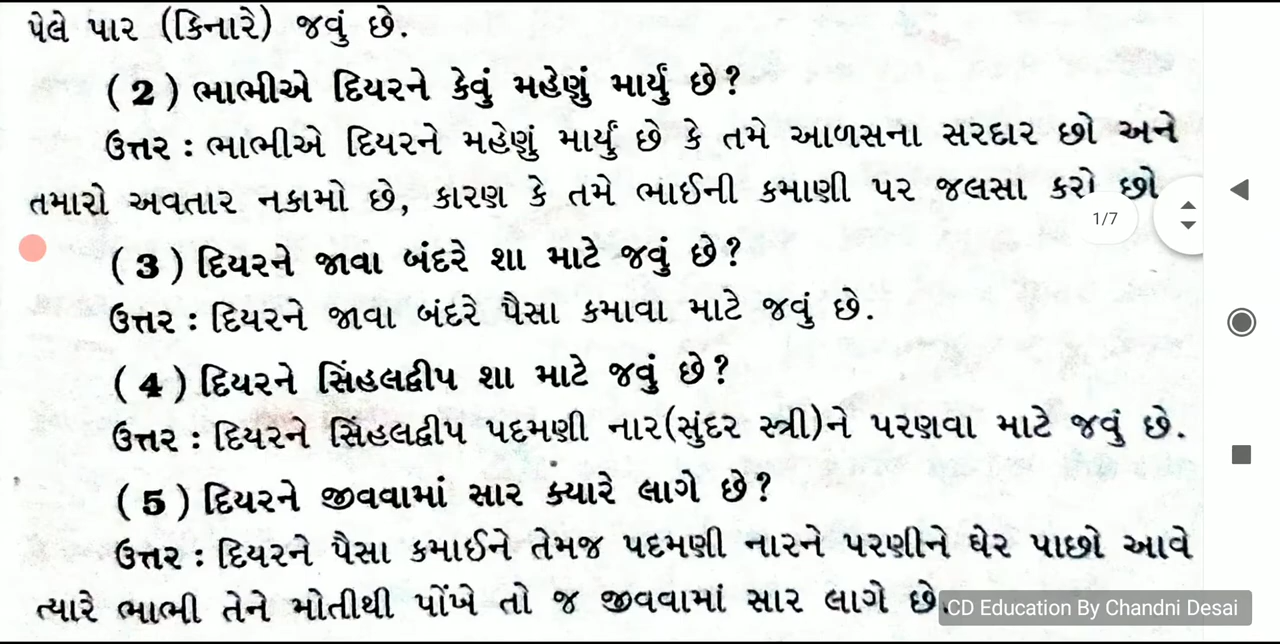 પેલે પાર (કિનારે) જવું છે.
(2) ભાભીએ દિયરને કેવું મહેણું માર્યું છે?
ઉત્તર : ભાભીએ દિયરને મહેણું માર્યું છે કે તમે આળસના સરદાર છો અને
તમારો અવતાર નકામો છે, કારણ કે તમે ભાઈની કમાણી પર જલસા કરો છો
1/7
(3) દિયરને જાવા બંદરે શા માટે જવું છે?
ઉત્તર : દિયરને જાવા બંદરે પૈસા કમાવા માટે જવું છે.
(4) દિયરને સિંહલદ્વીપ શા માટે જવું છે?
ઉત્તર : દિયરને સિંહલદ્વીપ પદમણી નાર(સુંદર સ્ત્રી)ને પરણવા માટે જવું છે.
(5) દિયરને જીવવામાં સાર ક્યારે લાગે છે?
ઉત્તર : દિયરને પૈસા કમાઈને તેમજ પદમણી નારને પરણીને ઘેર પાછો આવે
ત્યારે ભાભી તેને મોતીથી પોંખે તો જ જીવવામાં સાર લાગે છે.
CD Education By Chandni Desai